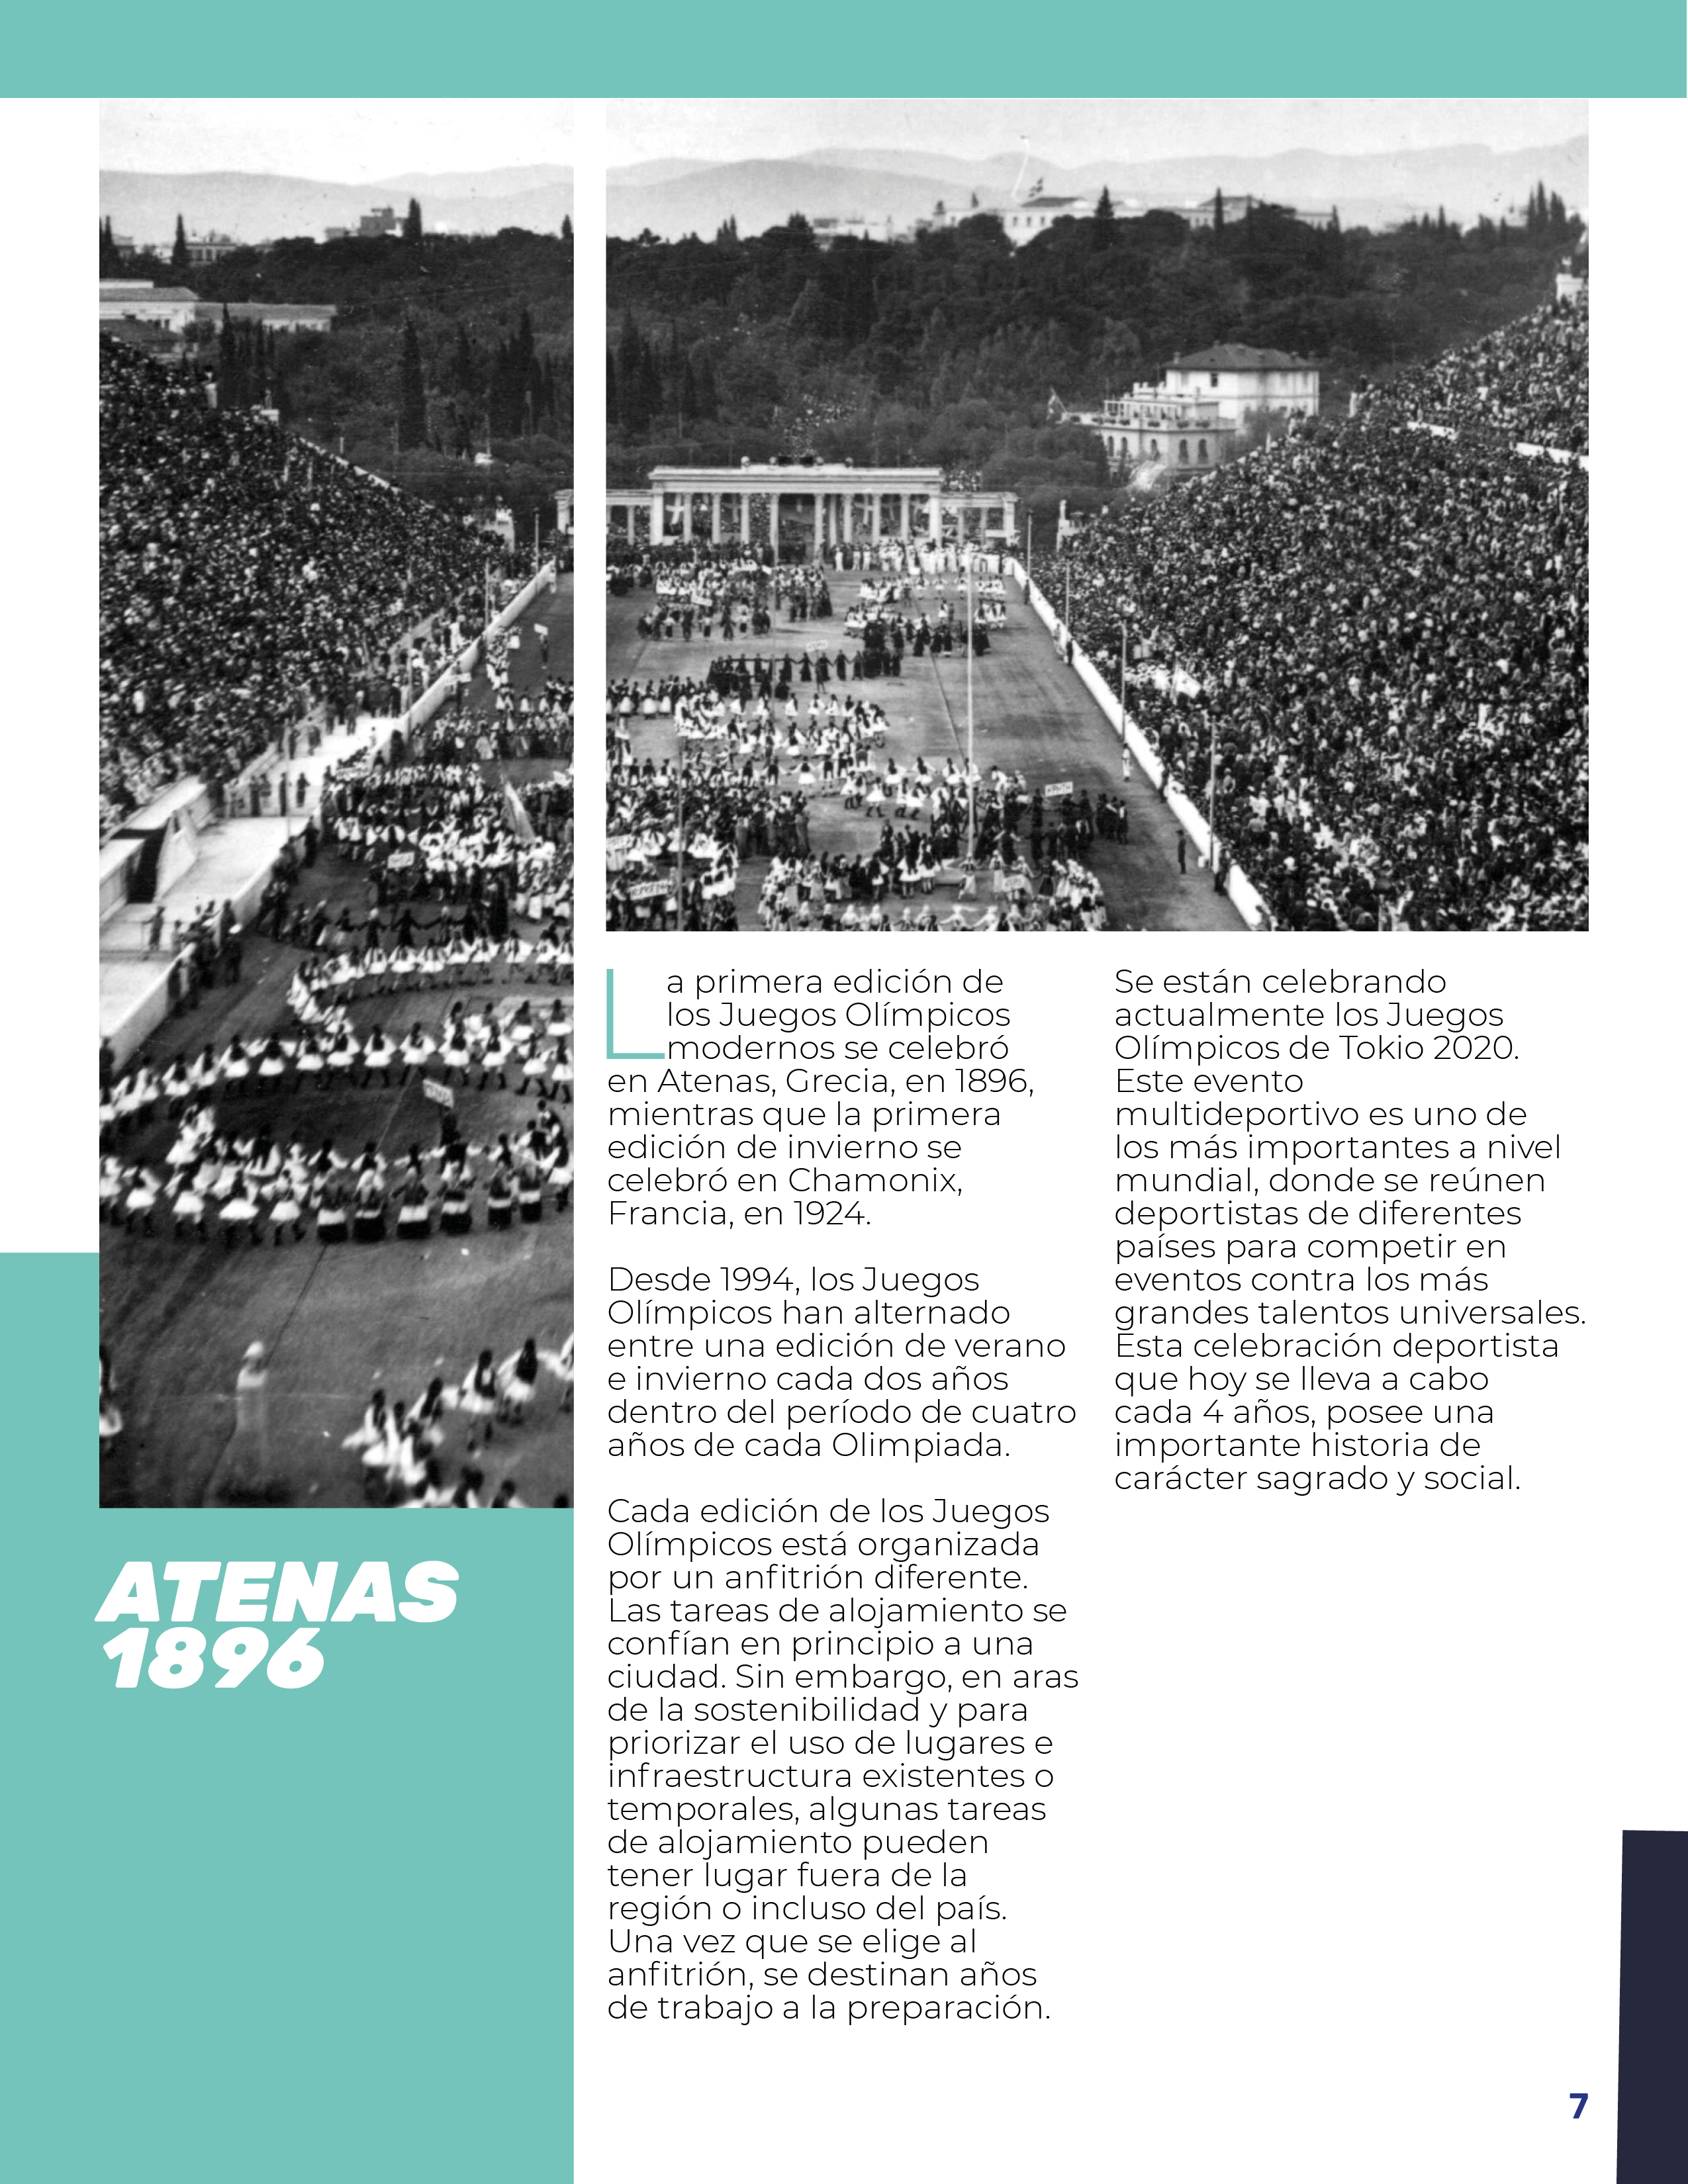 La primera edición de
los Juegos Olímpicos
modernos se celebró
en Atenas, Grecia, en 1896,
mientras que la primera
edición de invierno se
celebró en Chamonix,
Francia, en 1924.
Desde 1994, los Juegos
Olímpicos han alternado
entre una edición de verano
e invierno cada dos años
dentro del período de cuatro
años de cada Olimpiada.
Cada edición de los Juegos
Olímpicos está organizada
por un anfitrión diferente.
Las tareas de alojamiento se
confían en principio a una
ciudad. Sin embargo, en aras
de la sostenibilidad y para
priorizar el uso de lugares e
infraestructura existentes o
temporales, algunas tareas
de alojamiento pueden
tener lugar fuera de la
región o incluso del país.
Una vez que se elige al
anfitrión, se destinan años
de trabajo a la preparación.
Se están celebrando
actualmente los Juegos
Olímpicos de Tokio 2020.
Este evento
multideportivo es uno de
los más importantes a nivel
mundial, donde se reúnen
deportistas de diferentes
países para competir en
eventos contra los más
grandes talentos universales.
Esta celebración deportista
que hoy se lleva a cabo
cada 4 años, posee una
importante historia de
carácter sagrado y social.
ATENAS
1896
7